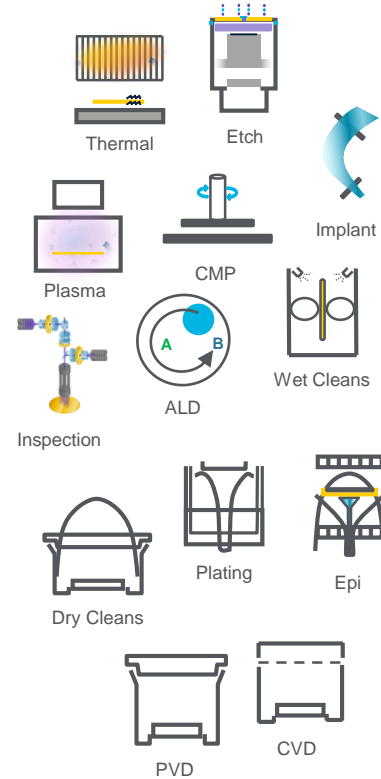 Thermal
Etch
Implant
Plasma
CMP
Wet Cleans
A
B
ALD
Inspection
Plating
Epi
Dry Cleans
PVD
CVD